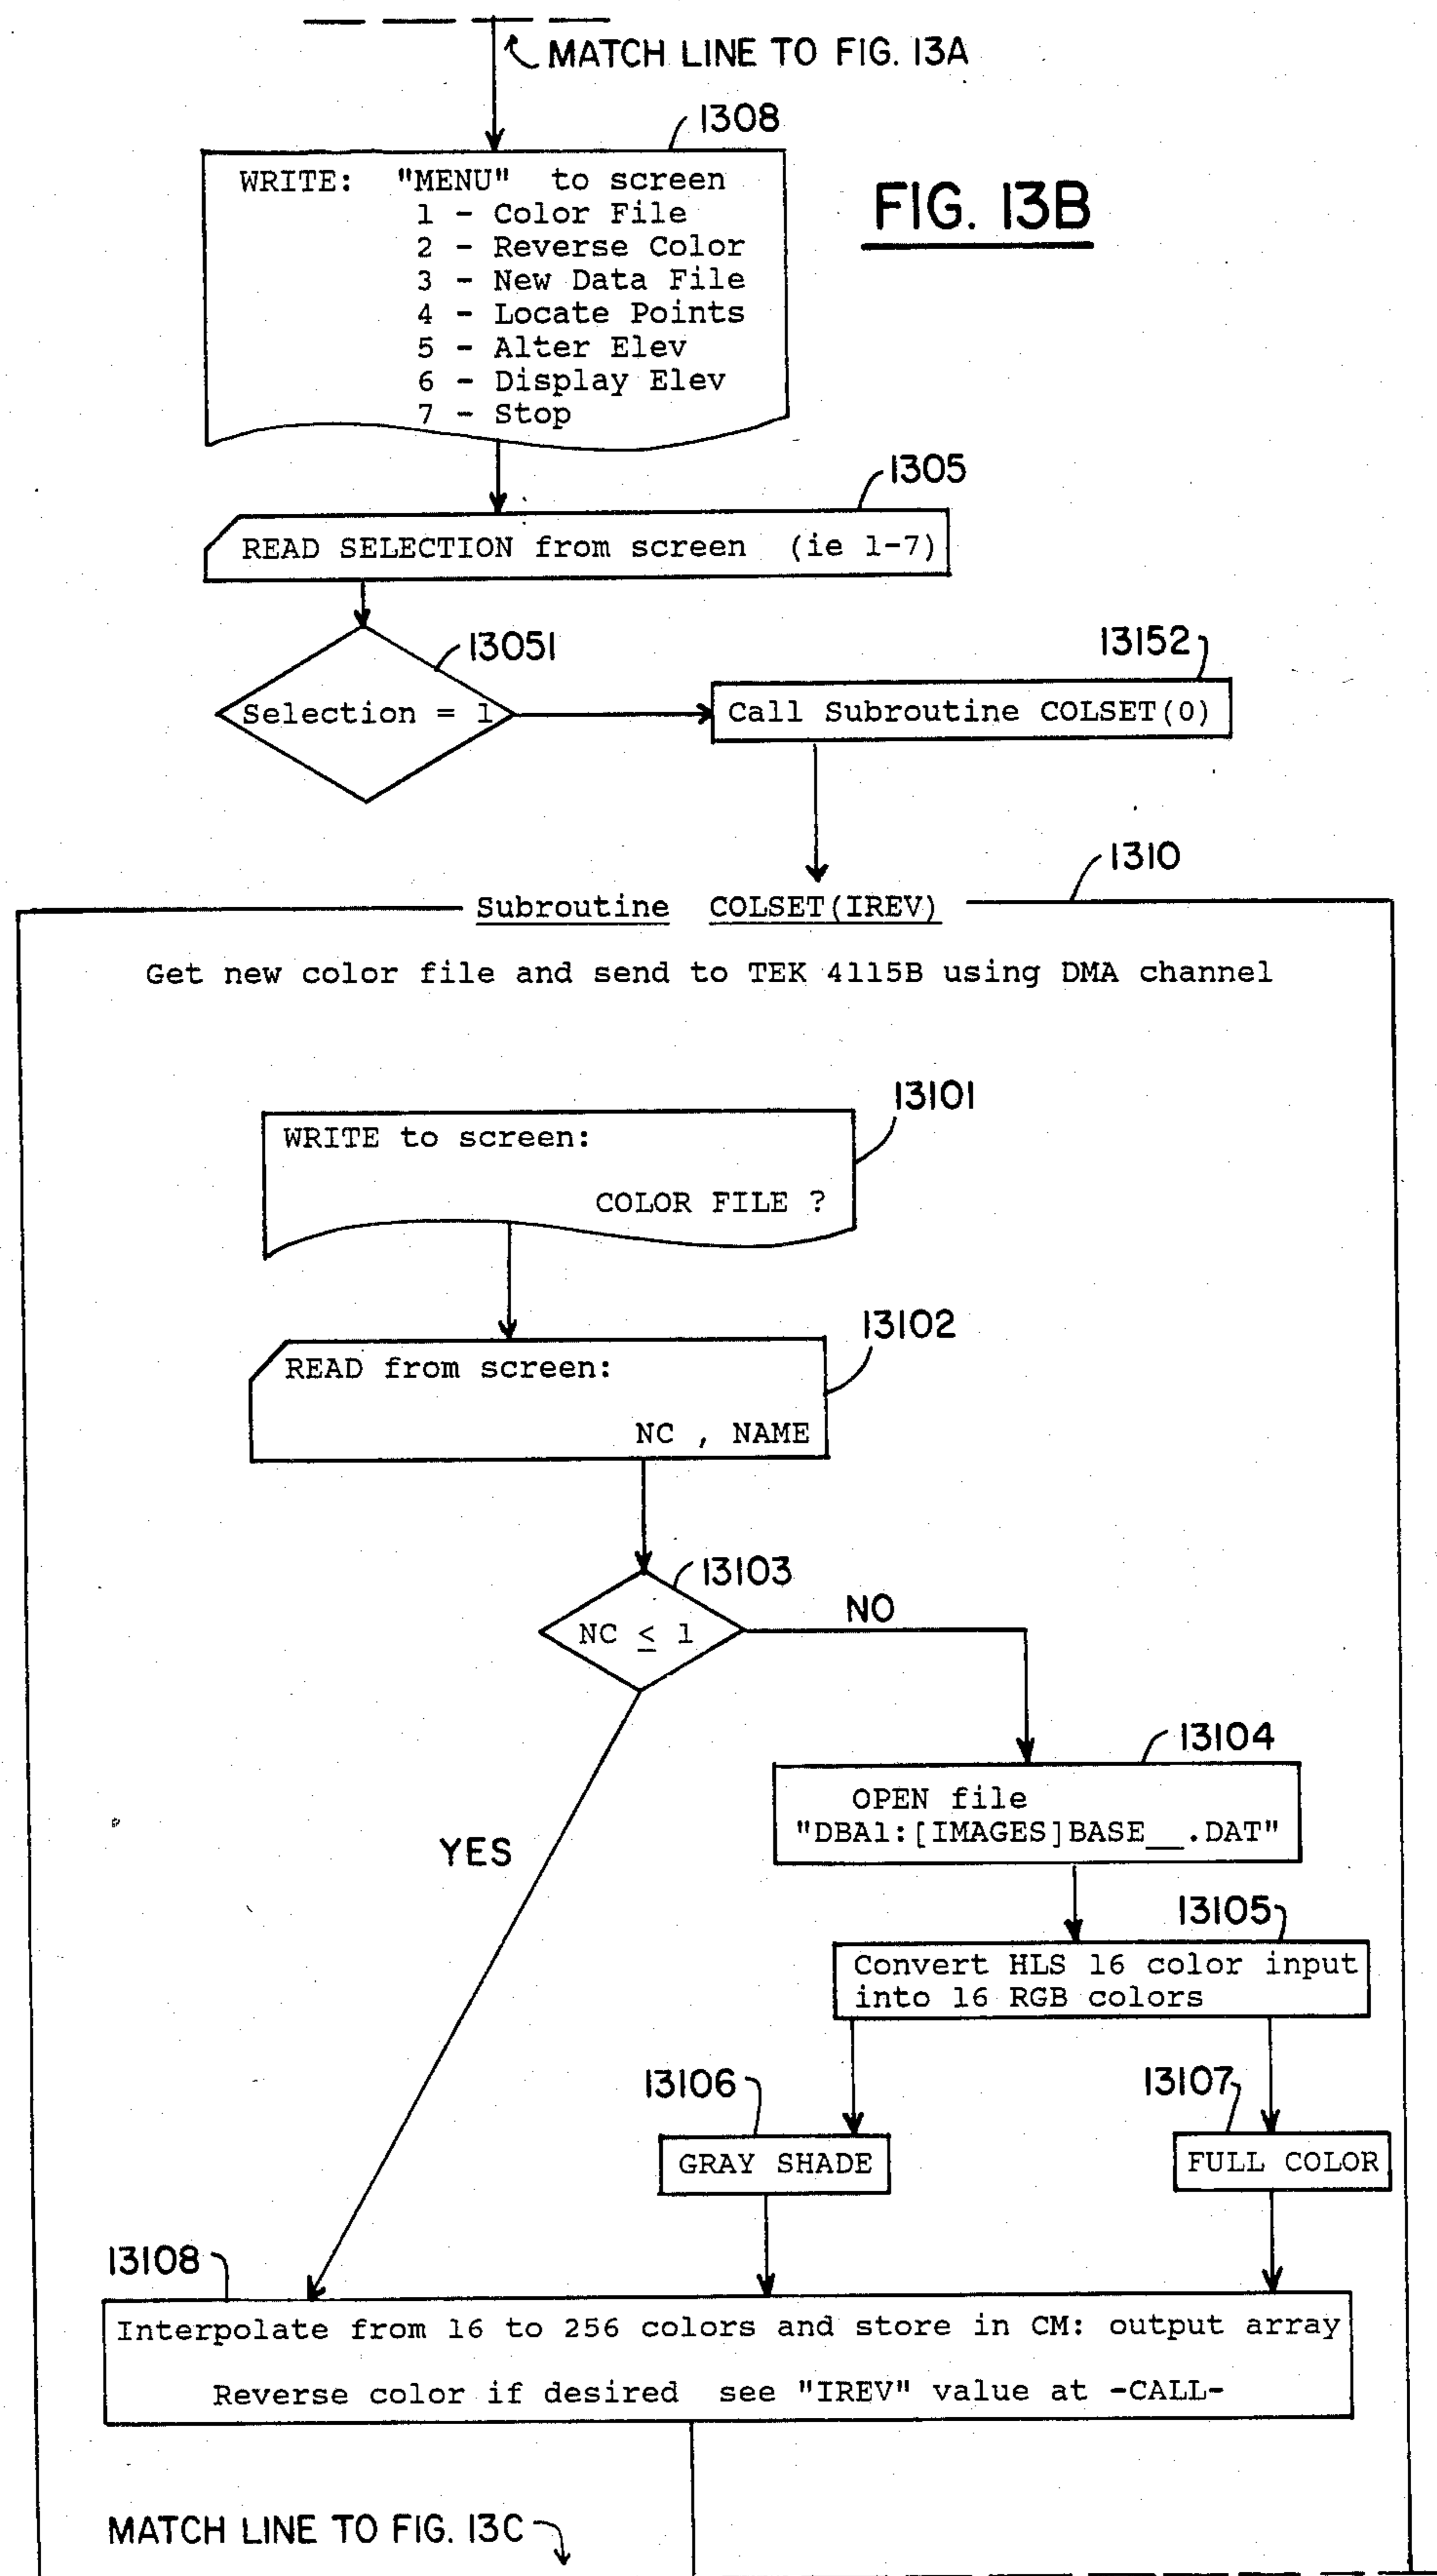 MATCH LINE TO FIG. 13A
1308
FIG. 13B
WRITE: "MENU" to screen
1 - Color File
2 - Reverse Color
3 - New Data File
4 - Locate Points
5 - Alter Elev
6 - Display Elev
7 - Stop
1305
READ SELECTION from screen (ie 1-7)
13051
Selection = 1
13152
Call Subroutine COLSET(0)
1310
Subroutine COLSET(IREV)
Get new color file and send to TEK 4115B using DMA channel
13101
WRITE to screen:
COLOR FILE ?
13102
READ from screen:
NC , NAME
13103
NC ≤ 1
NO
YES
13104
OPEN file
"DBA1:[IMAGES]BASE__.DAT"
13105
Convert HLS 16 color input
into 16 RGB colors
13106
GRAY SHADE
13107
FULL COLOR
13108
Interpolate from 16 to 256 colors and store in CM: output array
Reverse color if desired see "IREV" value at -CALL-
MATCH LINE TO FIG. 13C